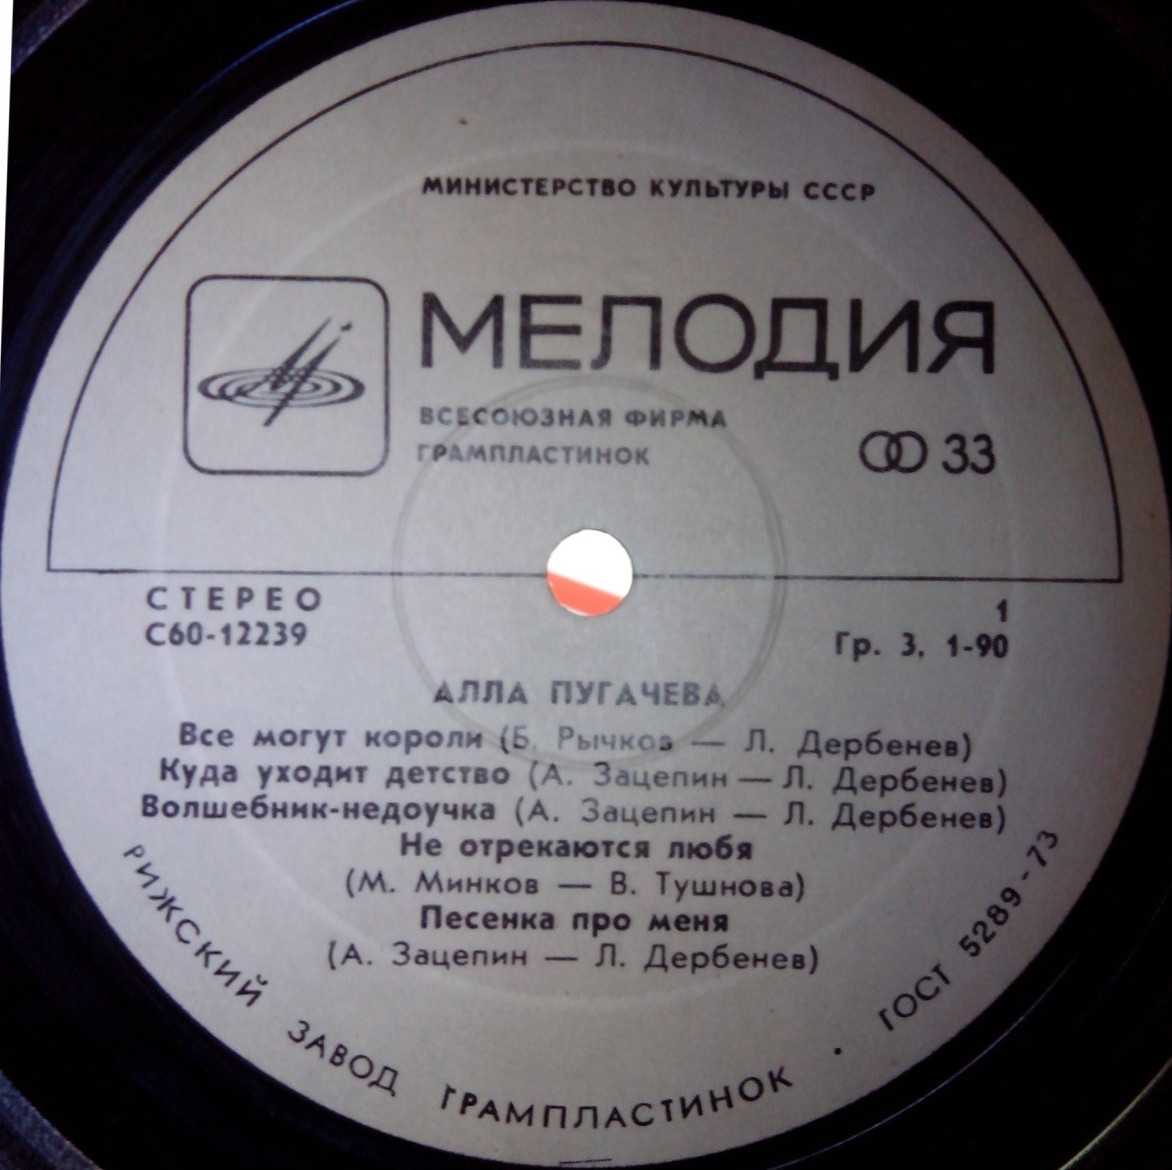 МИНИСТЕРСТВО КУЛЬТУРЫ СССР
МЕЛОДИЯ
ВСЕСОЮЗНАЯ ФИРМА
ГРАМПЛАСТИНОК
33
СТЕРЕО
С60-12239
1
Гр. 3. 1-90
АЛЛА ПУГАЧЕВА
Все могут короли (Б. Рычков — Л. Дербенев)
Куда уходит детство (А. Зацепин — Л. Дербенев)
Волшебник-недоучка (А. Зацепин — Л. Дербенев)
Не отрекаются любя
(М. Минков — В. Тушнова)
Песенка про меня
(А. Зацепин — Л. Дербенев)
РИЖСКИЙ ЗАВОД ГРАМПЛАСТИНОК · ГОСТ 5289-73